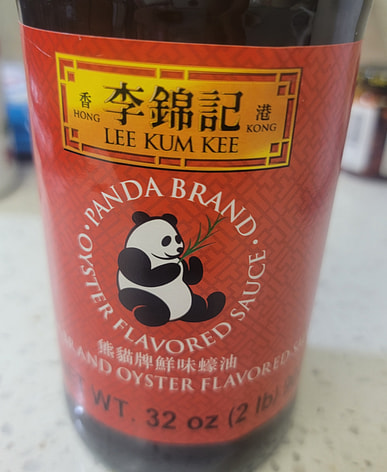 香 李錦記 港
HONG LEE KUM KEE KONG
· PANDA BRAND ·
OYSTER FLAVORED SAUCE
熊貓牌鮮味蠔油
BRAND OYSTER FLAVORED
WT. 32 oz (2 lb)